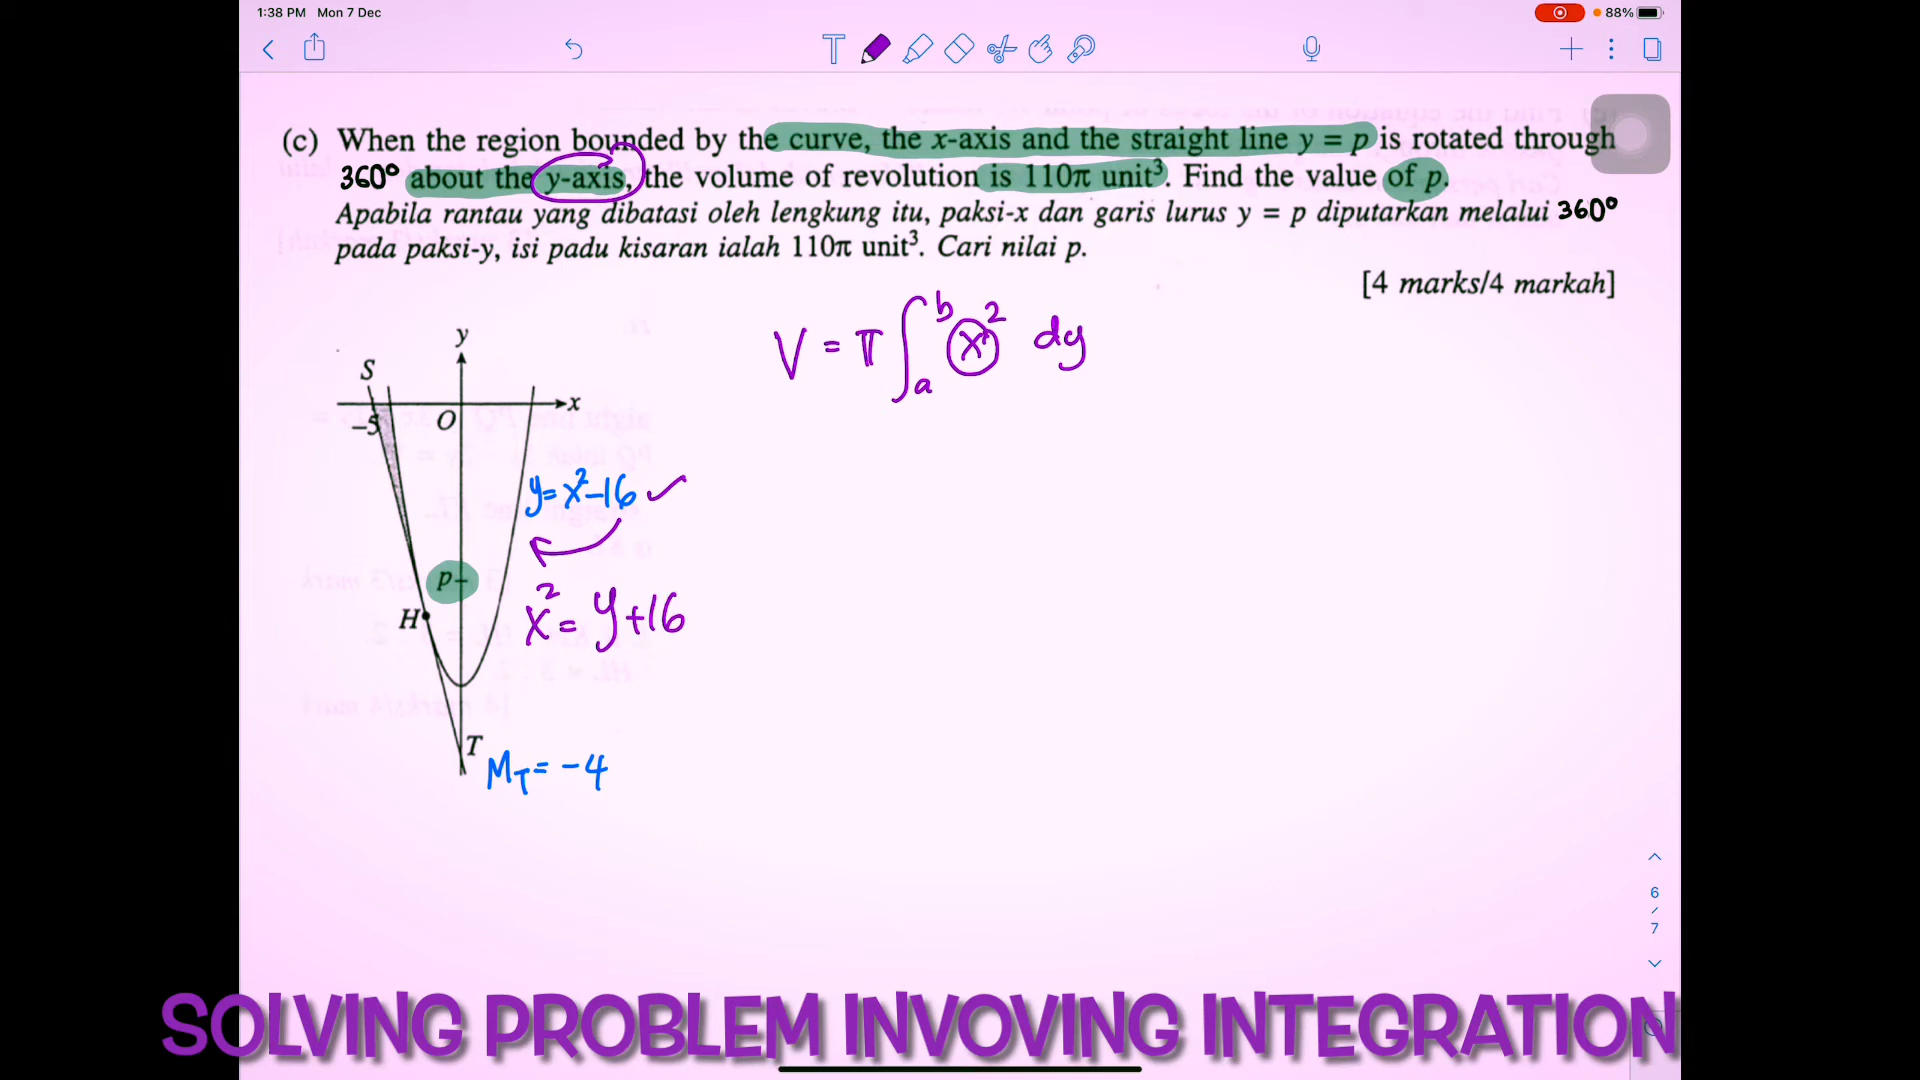 1:38 PM Mon 7 Dec
88%
(c) When the region bounded by the curve, the x-axis and the straight line y = p is rotated through
360° about the y-axis, the volume of revolution is 110π unit³. Find the value of p.
Apabila rantau yang dibatasi oleh lengkung itu, paksi-x dan garis lurus y = p diputarkan melalui 360°
pada paksi-y, isi padu kisaran ialah 110π unit³. Cari nilai p.
[4 marks/4 markah]
V = π ∫ₐᵇ x² dy
y
S
x
-5
O
y = x² - 16 ✓
p
x² = y + 16
H
T
M_T = -4
6
/
7
SOLVING PROBLEM INVOVING INTEGRATION